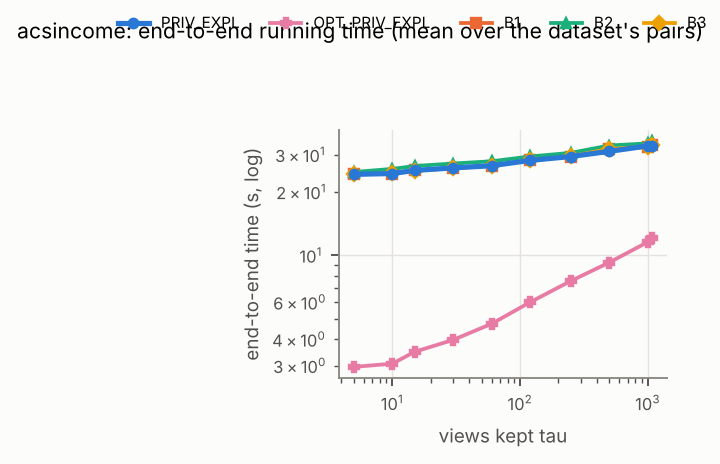 PRIV_EXPL OPT_PRIV_EXPL B1 B2 B3
acsincome: end-to-end running time (mean over the dataset's pairs)
end-to-end time (s, log)
3 × 10¹
2 × 10¹
10¹
6 × 10⁰
4 × 10⁰
3 × 10⁰
10¹ 10² 10³
views kept tau